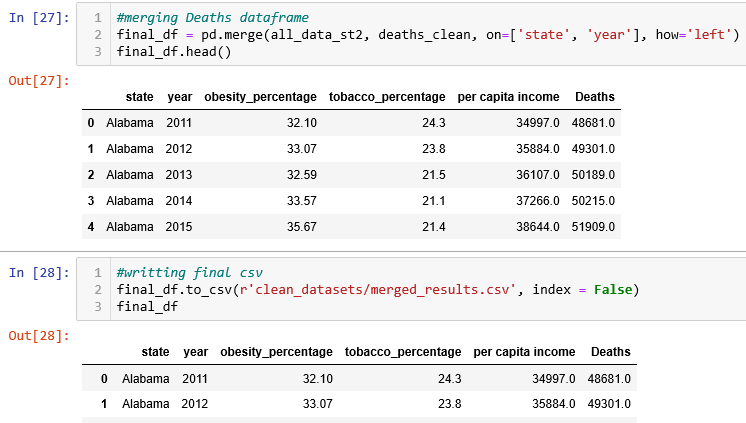 In [27]:
1 #merging Deaths dataframe
2 final_df = pd.merge(all_data_st2, deaths_clean, on=['state', 'year'], how='left')
3 final_df.head()
Out[27]:
state year obesity_percentage tobacco_percentage per capita income Deaths
0 Alabama 2011 32.10 24.3 34997.0 48681.0
1 Alabama 2012 33.07 23.8 35884.0 49301.0
2 Alabama 2013 32.59 21.5 36107.0 50189.0
3 Alabama 2014 33.57 21.1 37266.0 50215.0
4 Alabama 2015 35.67 21.4 38644.0 51909.0
In [28]:
1 #writting final csv
2 final_df.to_csv(r'clean_datasets/merged_results.csv', index = False)
3 final_df
Out[28]:
state year obesity_percentage tobacco_percentage per capita income Deaths
0 Alabama 2011 32.10 24.3 34997.0 48681.0
1 Alabama 2012 33.07 23.8 35884.0 49301.0